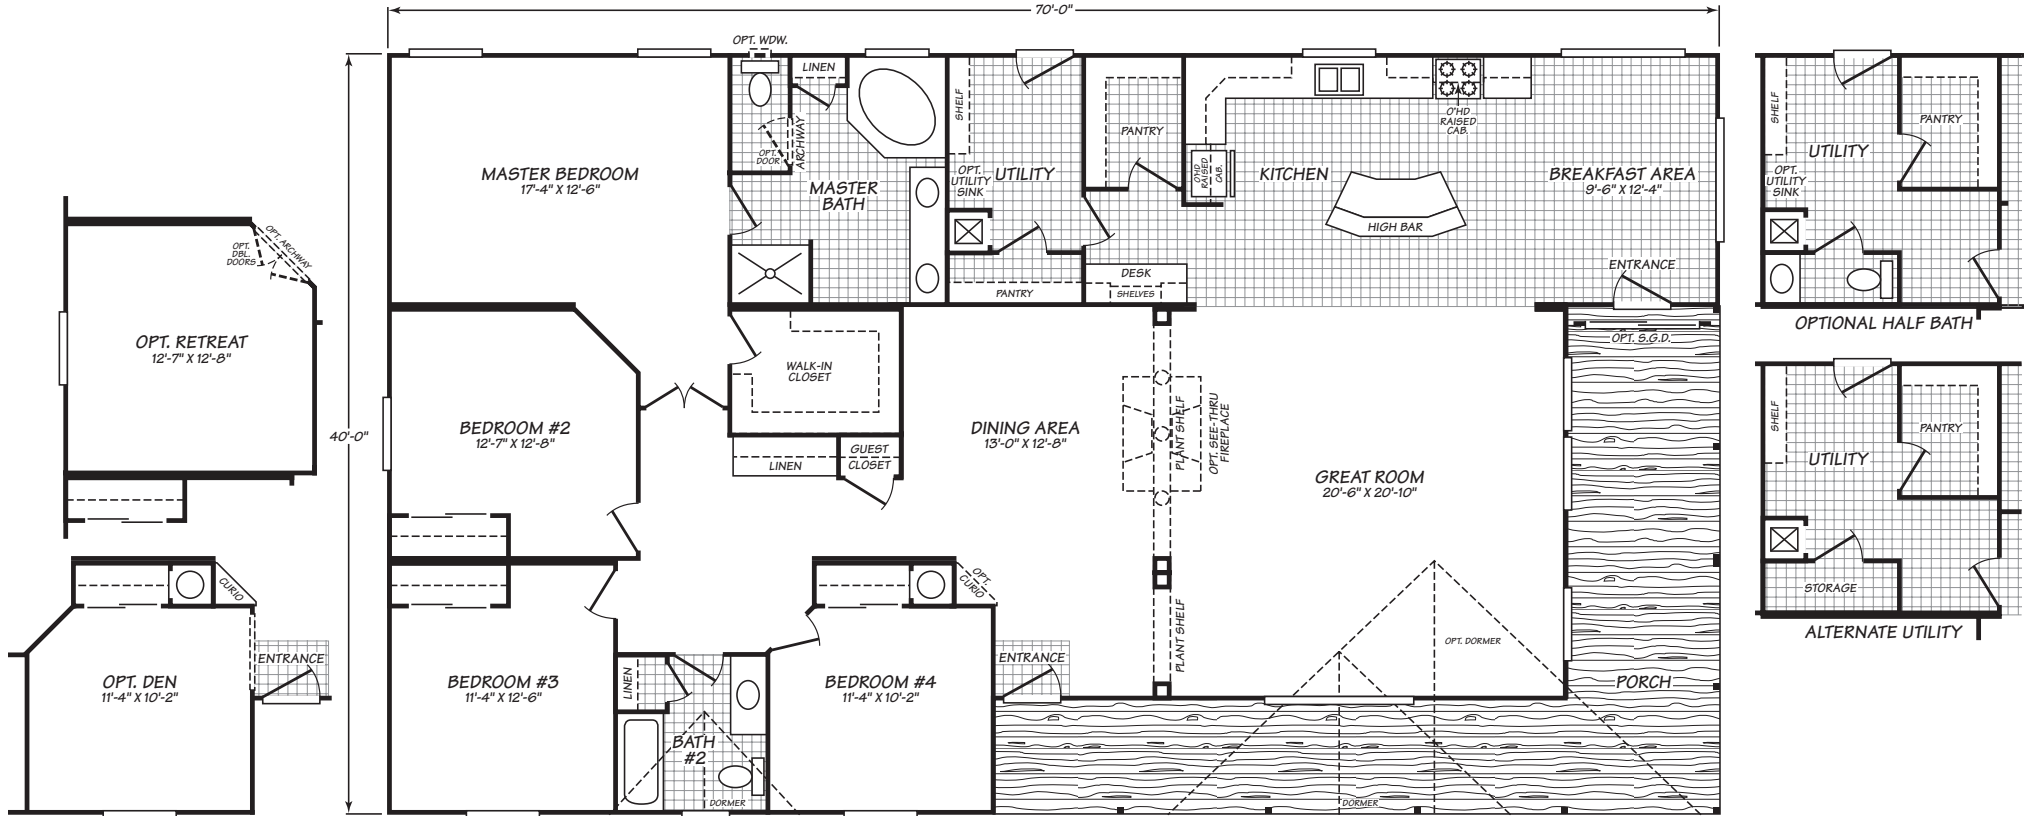 70'-0"
40'-0"
OPT. WDW.
LINEN
MASTER BEDROOM
17'-4" X 12'-6"
OPT.
DOOR
ARCHWAY
MASTER
BATH
SHELF
OPT.
UTILITY
SINK
UTILITY
PANTRY
PANTRY
DESK
SHELVES
O'HD
RAISED
CAB.
KITCHEN
O'HD
RAISED
CAB.
HIGH BAR
BREAKFAST AREA
9'-6" X 12'-4"
ENTRANCE
OPT. S.G.D.
OPT. RETREAT
12'-7" X 12'-8"
OPT.
DBL.
DOORS
OPT. ARCHWAY
BEDROOM #2
12'-7" X 12'-8"
WALK-IN
CLOSET
LINEN
GUEST
CLOSET
DINING AREA
13'-0" X 12'-8"
PLANT SHELF
OPT. SEE-THRU
FIREPLACE
GREAT ROOM
20'-6" X 20'-10"
PLANT SHELF
OPT. DORMER
PORCH
DORMER
OPT. DEN
11'-4" X 10'-2"
CURIO
ENTRANCE
BEDROOM #3
11'-4" X 12'-6"
LINEN
BATH
#2
DORMER
BEDROOM #4
11'-4" X 10'-2"
OPT.
CURIO
ENTRANCE
SHELF
PANTRY
UTILITY
OPT.
UTILITY
SINK
OPTIONAL HALF BATH
SHELF
PANTRY
UTILITY
STORAGE
ALTERNATE UTILITY